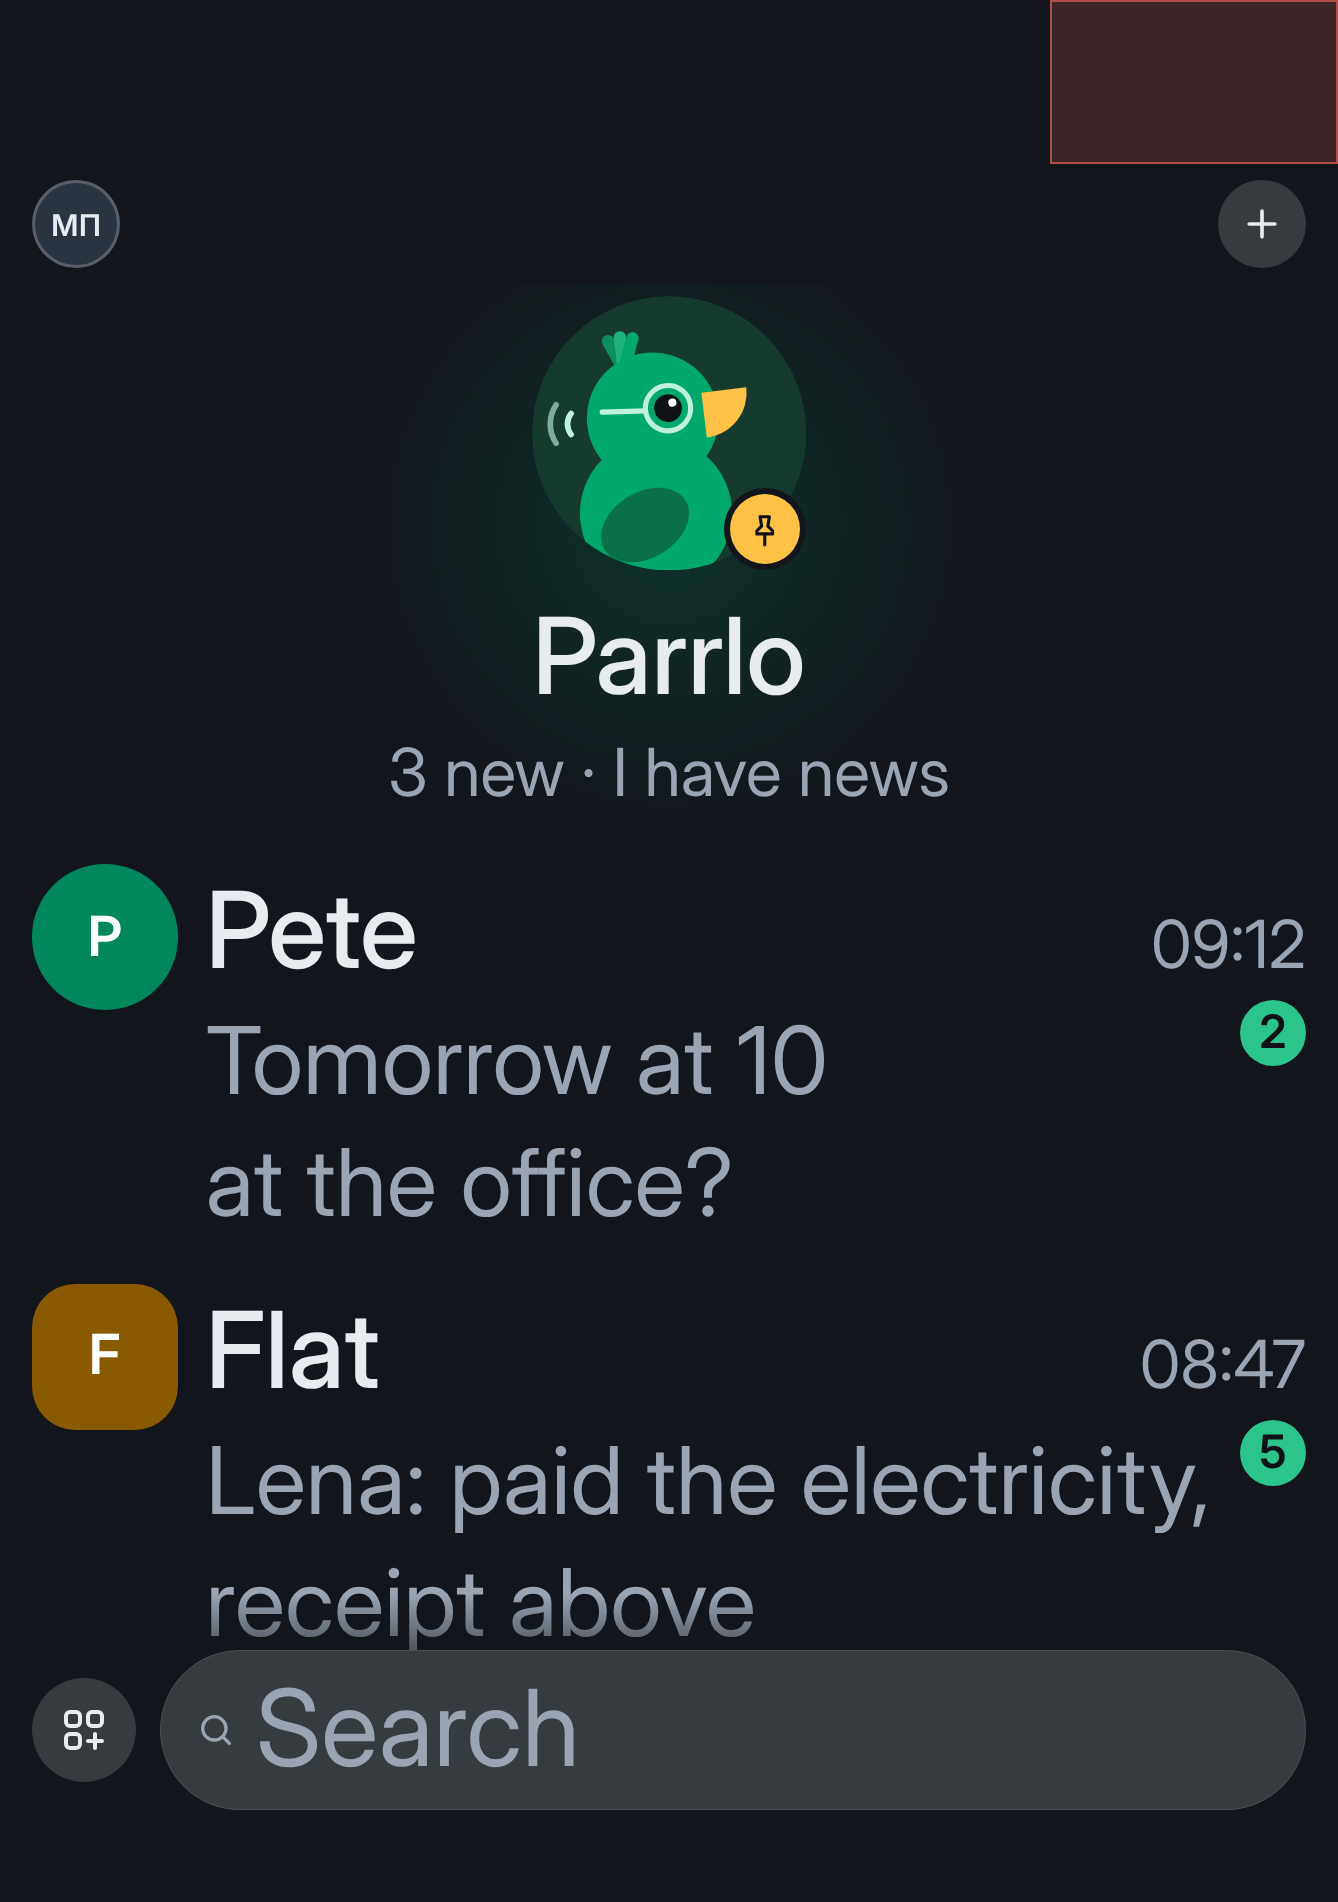 МП
Parrlo
3 new · I have news
P
Pete
09:12
Tomorrow at 10
2
at the office?
F
Flat
08:47
Lena: paid the electricity,
5
receipt above
Search